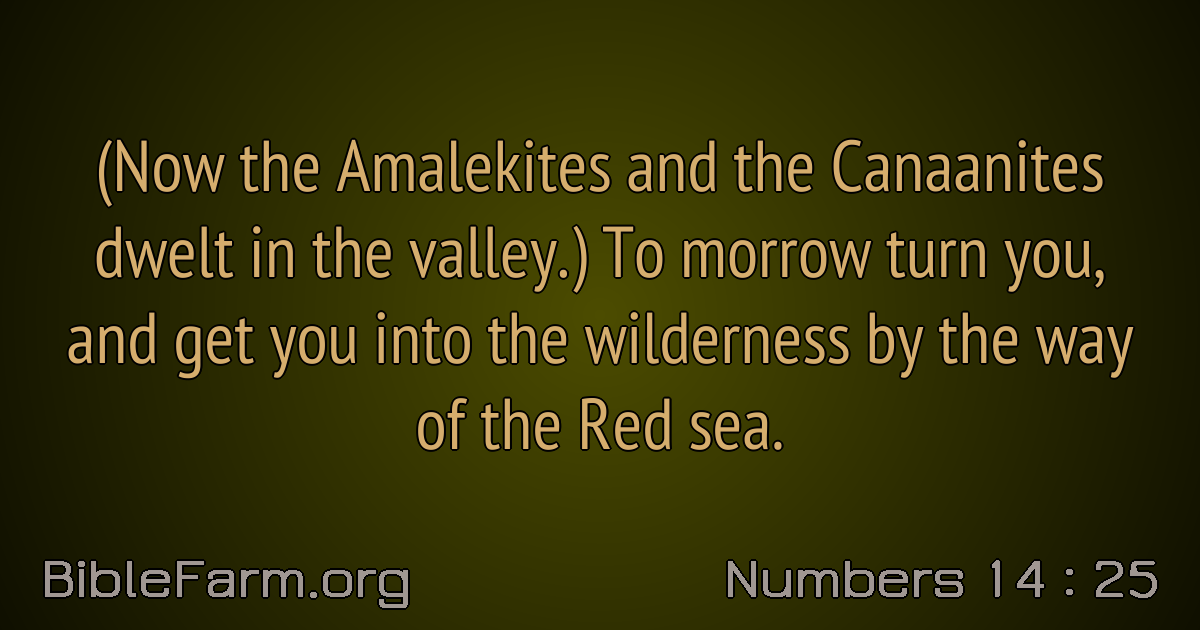 (Now the Amalekites and the Canaanites
dwelt in the valley.) To morrow turn you,
and get you into the wilderness by the way
of the Red sea.
BibleFarm.org
Numbers 14 : 25